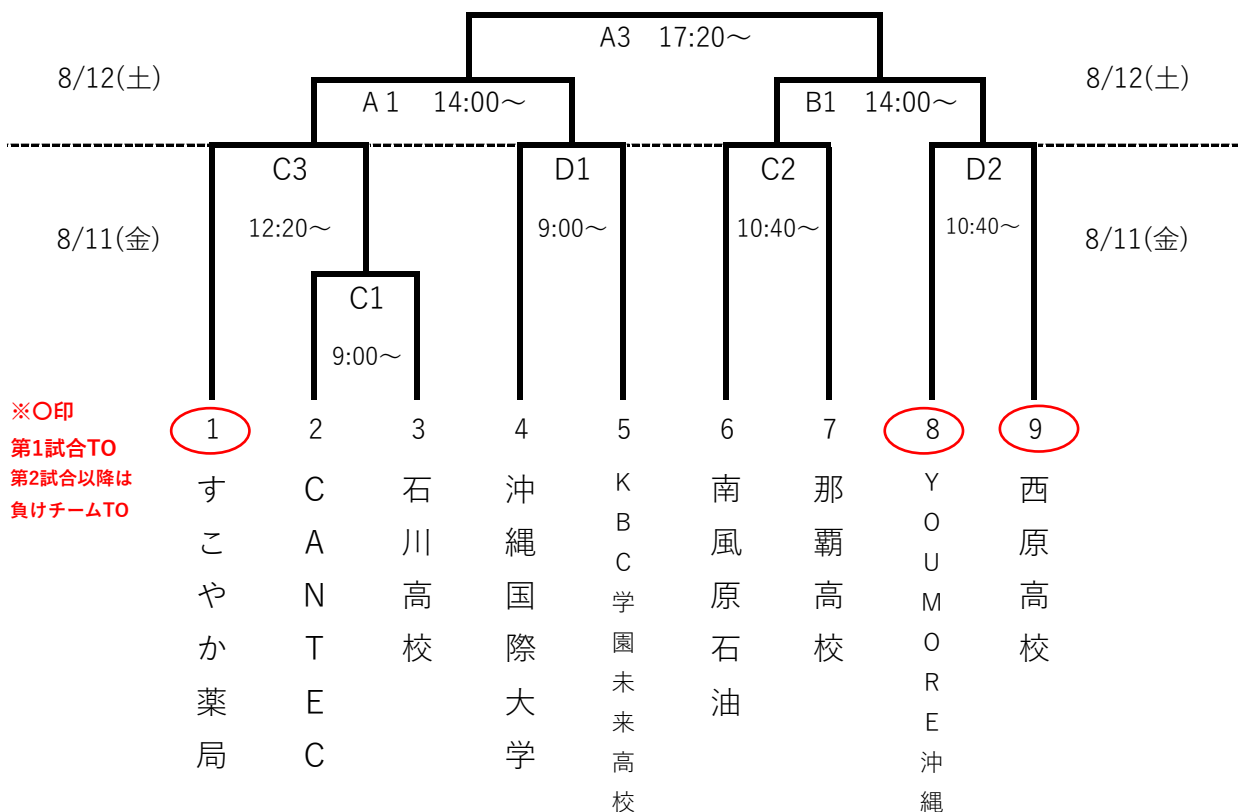 A3 17:20～
8/12(土)
8/12(土)
A 1 14:00～
B1 14:00～
C3
D1
C2
D2
12:20～
9:00～
10:40～
10:40～
8/11(金)
8/11(金)
C1
9:00～
※〇印
第1試合TO
第2試合以降は
負けチームTO
1
2
3
4
5
6
7
8
9
すこやか薬局
CANTEC
石川高校
沖縄国際大学
KBC学園未来高校
南風原石油
那覇高校
YOUMORE沖縄
西原高校